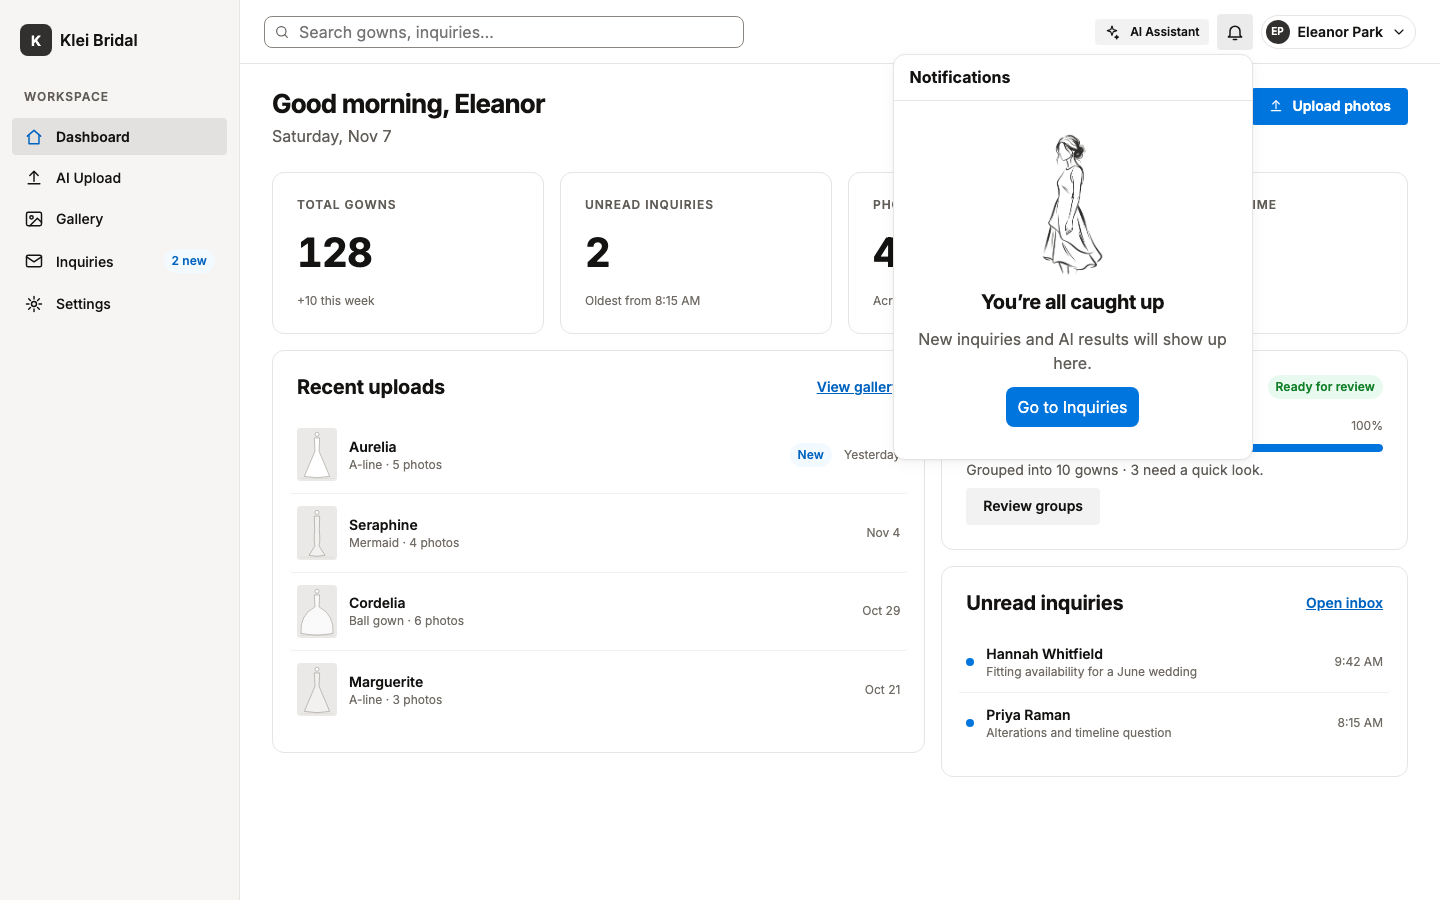 K Klei Bridal
WORKSPACE
Dashboard
AI Upload
Gallery
Inquiries 2 new
Settings
Search gowns, inquiries...
AI Assistant
EP Eleanor Park
Good morning, Eleanor
Saturday, Nov 7
Upload photos
Notifications
You’re all caught up
New inquiries and AI results will show up
here.
Go to Inquiries
TOTAL GOWNS
128
+10 this week
UNREAD INQUIRIES
2
Oldest from 8:15 AM
Recent uploads
View gallery
Aurelia
A-line · 5 photos
New Yesterday
Seraphine
Mermaid · 4 photos
Nov 4
Cordelia
Ball gown · 6 photos
Oct 29
Marguerite
A-line · 3 photos
Oct 21
Ready for review
100%
Grouped into 10 gowns · 3 need a quick look.
Review groups
Unread inquiries
Open inbox
Hannah Whitfield
Fitting availability for a June wedding
9:42 AM
Priya Raman
Alterations and timeline question
8:15 AM